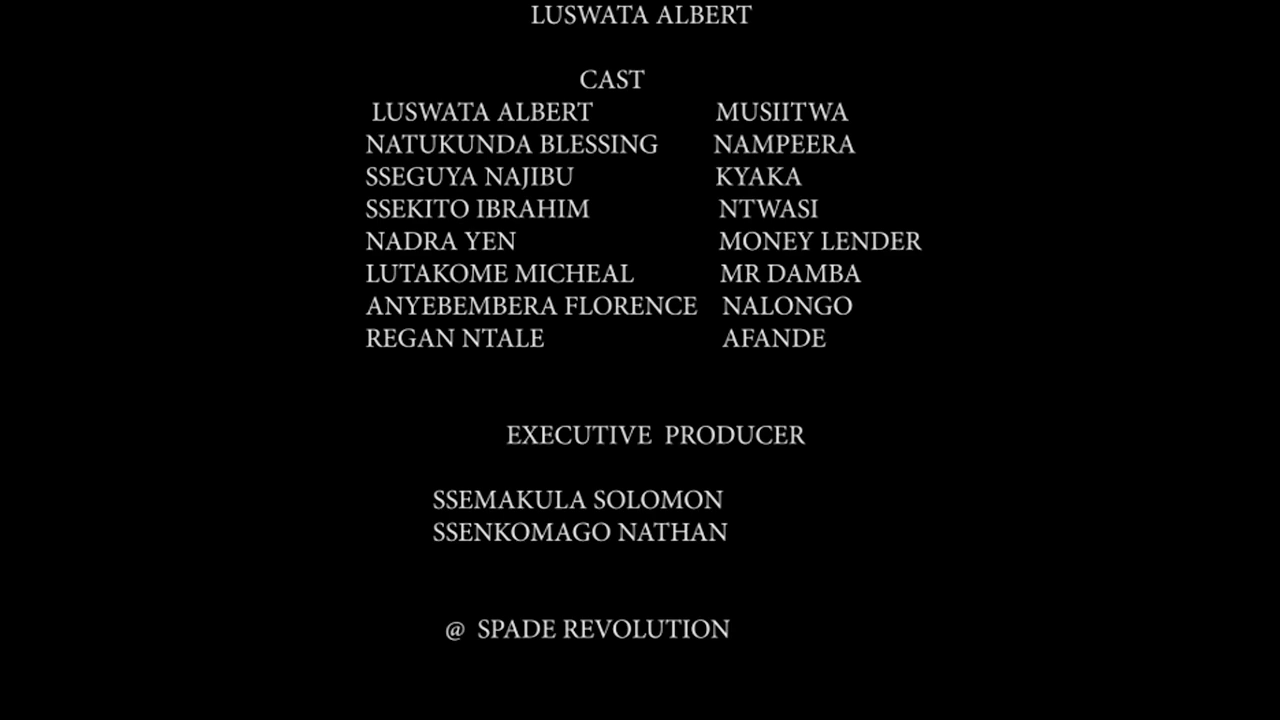 LUSWATA ALBERT
CAST
LUSWATA ALBERT MUSIITWA
NATUKUNDA BLESSING NAMPEERA
SSEGUYA NAJIBU KYAKA
SSEKITO IBRAHIM NTWASI
NADRA YEN MONEY LENDER
LUTAKOME MICHEAL MR DAMBA
ANYEBEMBERA FLORENCE NALONGO
REGAN NTALE AFANDE
EXECUTIVE PRODUCER
SSEMAKULA SOLOMON
SSENKOMAGO NATHAN
@ SPADE REVOLUTION